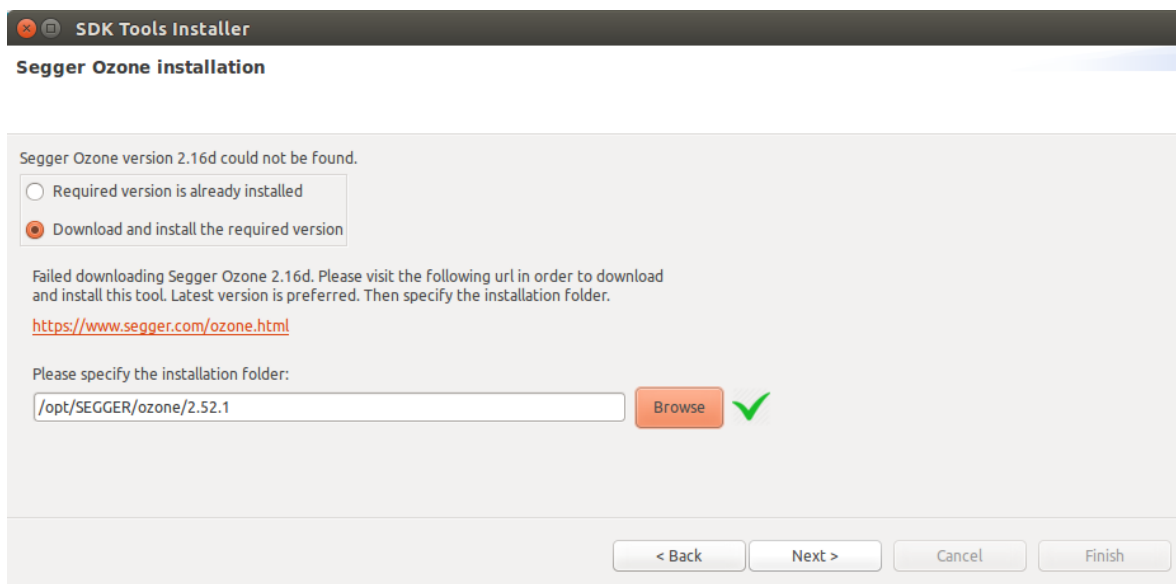 SDK Tools Installer
Segger Ozone installation
Segger Ozone version 2.16d could not be found.
Required version is already installed
Download and install the required version
Failed downloading Segger Ozone 2.16d. Please visit the following url in order to download
and install this tool. Latest version is preferred. Then specify the installation folder.
https://www.segger.com/ozone.html
Please specify the installation folder:
/opt/SEGGER/ozone/2.52.1
Browse
< Back
Next >
Cancel
Finish